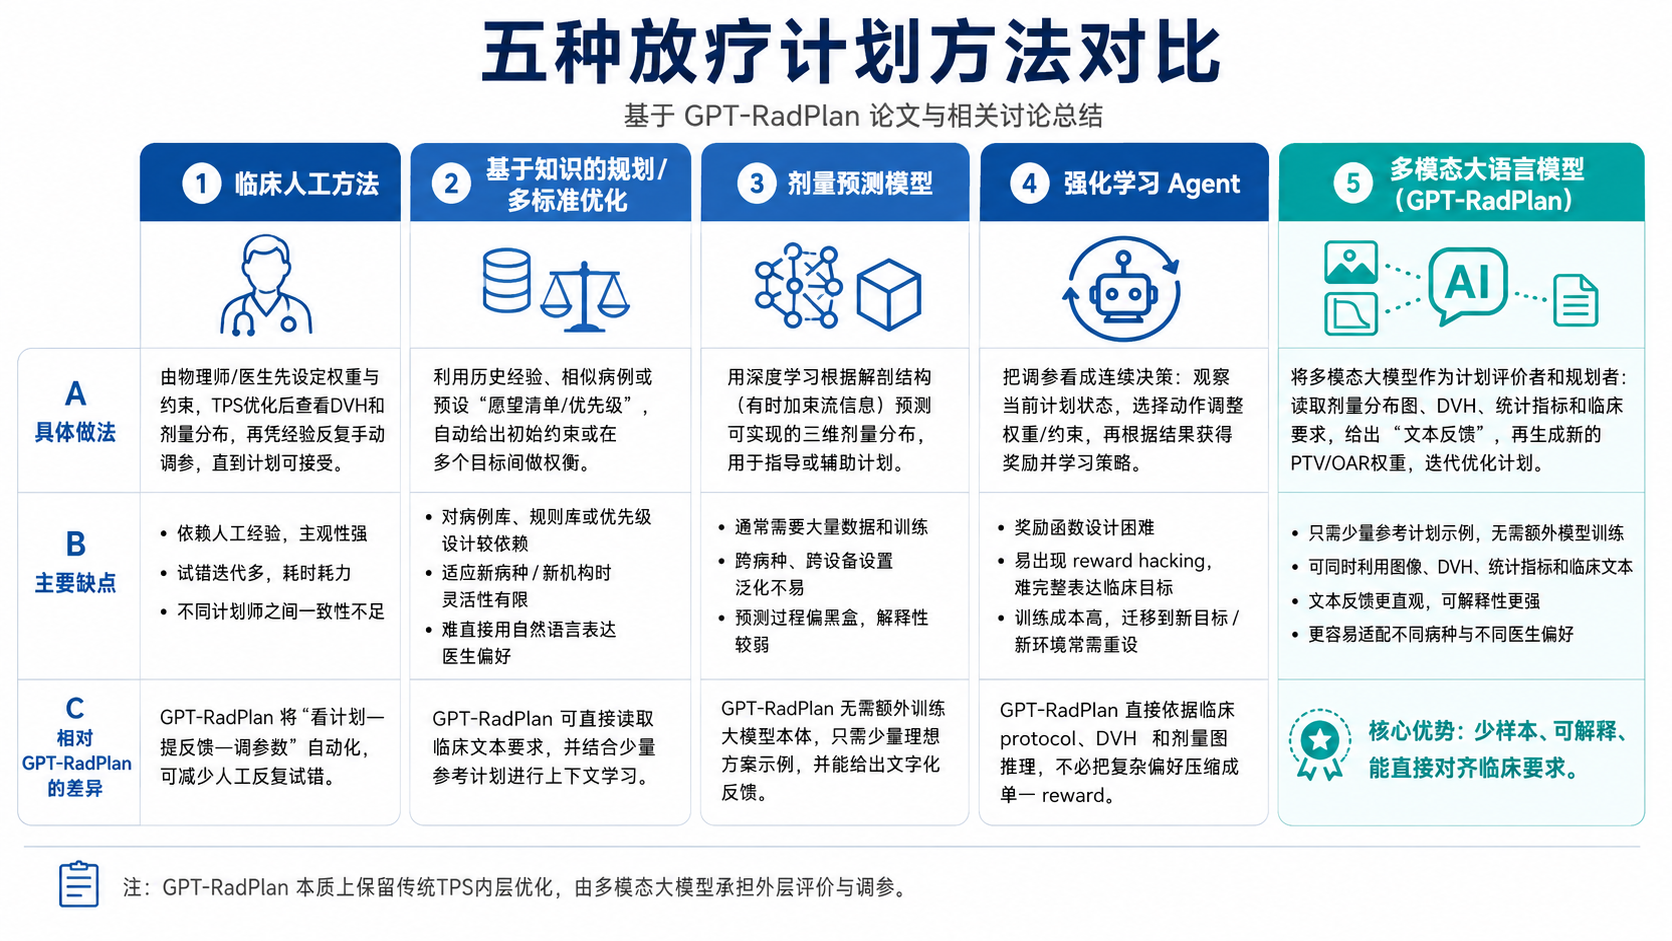 五种放疗计划方法对比
基于 GPT-RadPlan 论文与相关讨论总结
1 临床人工方法
2 基于知识的规划/
多标准优化
3 剂量预测模型
4 强化学习 Agent
5 多模态大语言模型
（GPT-RadPlan）
AI
A
具体做法
由物理师/医生先设定权重与
约束，TPS优化后查看DVH和
剂量分布，再凭经验反复手动
调参，直到计划可接受。
利用历史经验、相似病例或
预设“愿望清单/优先级”，
自动给出初始约束或在
多个目标间做权衡。
用深度学习根据解剖结构
（有时加束流信息）预测
可实现的三维剂量分布，
用于指导或辅助计划。
把调参看成连续决策：观察
当前计划状态，选择动作调整
权重/约束，再根据结果获得
奖励并学习策略。
将多模态大模型作为计划评价者和规划者：
读取剂量分布图、DVH、统计指标和临床
要求，给出“文本反馈”，再生成新的
PTV/OAR权重，迭代优化计划。
B
主要缺点
• 依赖人工经验，主观性强
• 试错迭代多，耗时耗力
• 不同计划师之间一致性不足
• 对病例库、规则库或优先级
设计较依赖
• 适应新病种/新机构时
灵活性有限
• 难直接用自然语言表达
医生偏好
• 通常需要大量数据和训练
• 跨病种、跨设备设置
泛化不易
• 预测过程偏黑盒，解释性
较弱
• 奖励函数设计困难
• 易出现 reward hacking，
难完整表达临床目标
• 训练成本高，迁移到新目标/
新环境常需重设
• 只需少量参考计划示例，无需额外模型训练
• 可同时利用图像、DVH、统计指标和临床文本
• 文本反馈更直观，可解释性更强
• 更容易适配不同病种与不同医生偏好
C
相对
GPT-RadPlan
的差异
GPT-RadPlan 将“看计划—
提反馈—调参数”自动化，
可减少人工反复试错。
GPT-RadPlan 可直接读取
临床文本要求，并结合少量
参考计划进行上下文学习。
GPT-RadPlan 无需额外训练
大模型本体，只需少量理想
方案示例，并能给出文字化
反馈。
GPT-RadPlan 直接依据临床
protocol、DVH 和剂量图
推理，不必把复杂偏好压缩成
单一 reward。
核心优势：少样本、可解释、
能直接对齐临床要求。
注：GPT-RadPlan 本质上保留传统TPS内层优化，由多模态大模型承担外层评价与调参。